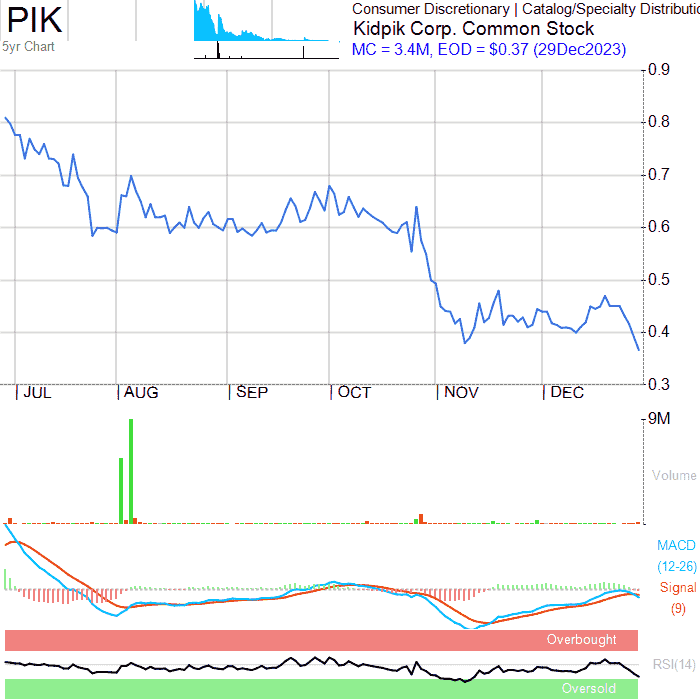 PIK
5yr Chart
Consumer Discretionary | Catalog/Specialty Distributio
Kidpik Corp. Common Stock
MC = 3.4M, EOD = $0.37 (29Dec2023)
0.9
0.8
0.7
0.6
0.5
0.4
0.3
JUL AUG SEP OCT NOV DEC
9M
Volume
MACD
(12-26)
Signal
(9)
Overbought
RSI(14)
Oversold